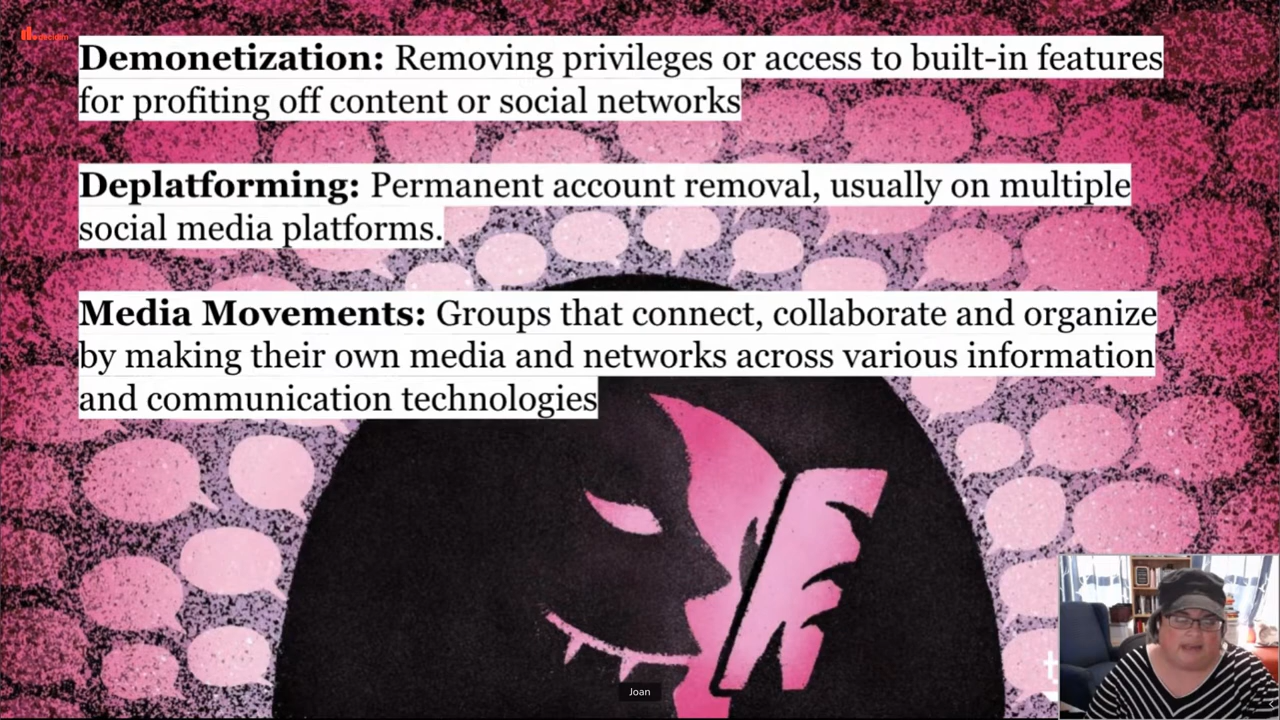 decidim
Demonetization: Removing privileges or access to built-in features
for profiting off content or social networks
Deplatforming: Permanent account removal, usually on multiple
social media platforms.
Media Movements: Groups that connect, collaborate and organize
by making their own media and networks across various information
and communication technologies
Joan